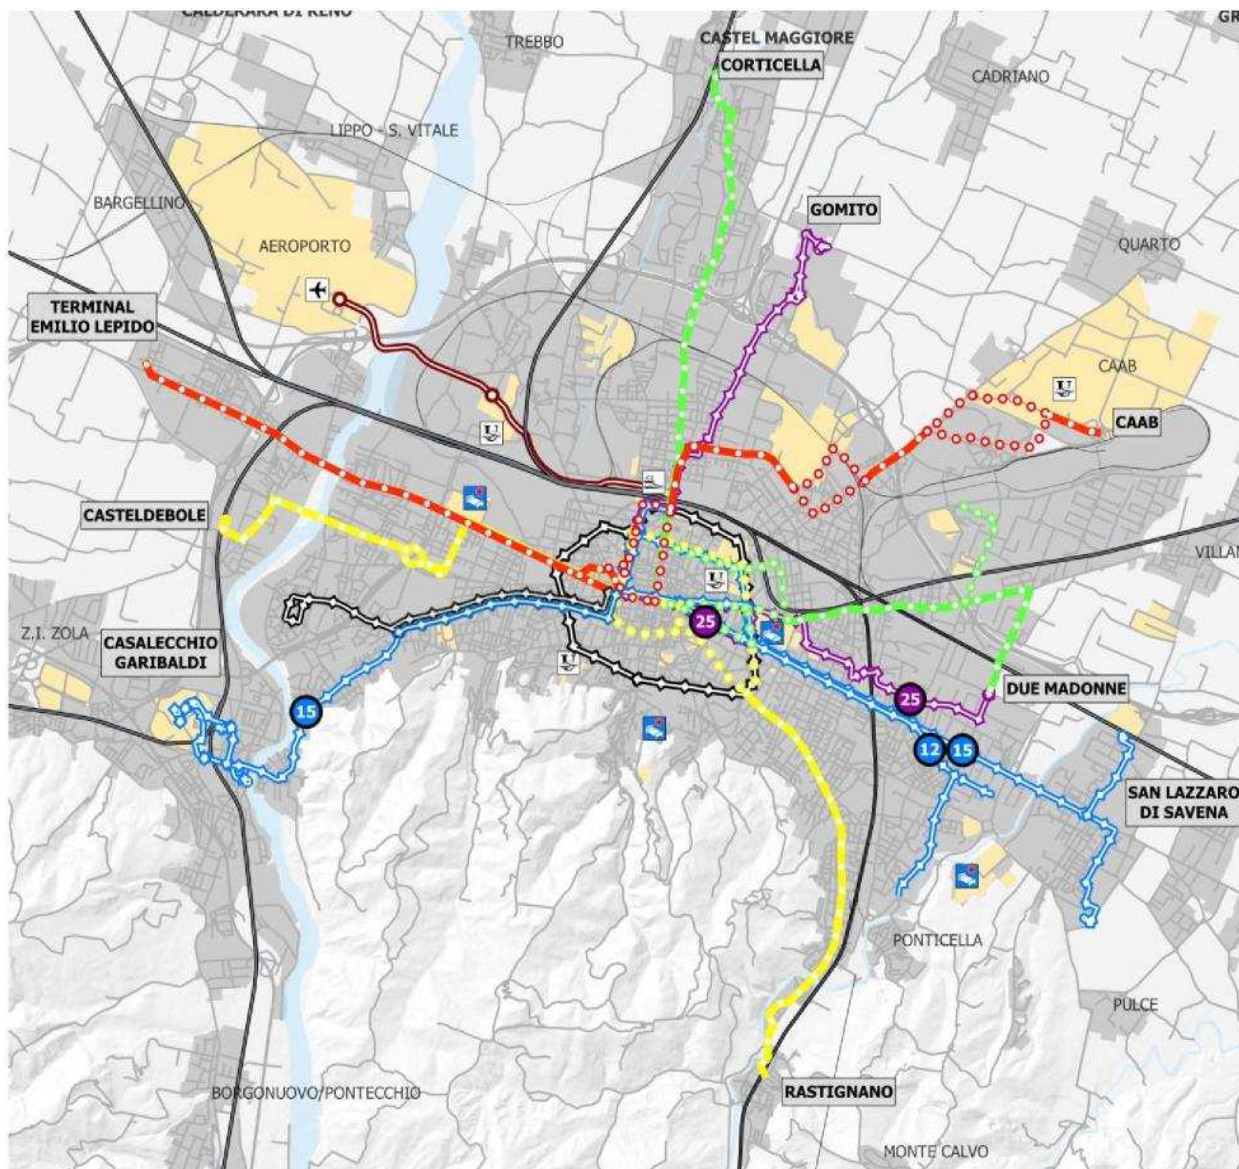 CALDERARA DI RENO
GR
TREBBO
CASTEL MAGGIORE
CORTICELLA
CADRIANO
LIPPO - S. VITALE
BARGELLINO
GOMITO
AEROPORTO
QUARTO
TERMINAL
EMILIO LEPIDO
CAAB
U
CAAB
U
CASTELDEBOLE
VILLAN
U
25
Z.I. ZOLA
CASALECCHIO
GARIBALDI
U
DUE MADONNE
25
15
12
15
SAN LAZZARO
DI SAVENA
PONTICELLA
PULCE
BORGONUOVO/PONTECCHIO
RASTIGNANO
MONTE CALVO